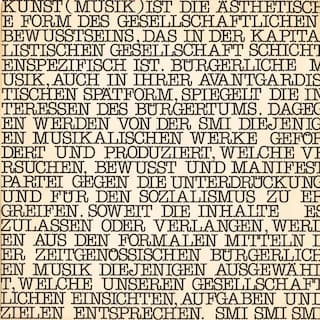 KUNST(MUSIK)IST DIE ÄSTHETISCH
E FORM DES GESELLSCHAFTLICHEN
BEWUSSTSEINS, DAS IN DER KAPITA
LISTISCHEN GESELLSCHAFT SCHICHT
ENSPEZIFISCH IST. BÜRGERLICHE M
USIK, AUCH IN IHRER AVANTGARDIS
TISCHEN SPÄTFORM, SPIEGELT DIE IN
TERESSEN DES BÜRGERTUMS. DAGEG
EN WERDEN VON DER SMI DIEJENIG
EN MUSIKALISCHEN WERKE GEFÖR
DERT UND PRODUZIERT, WELCHE VE
RSUCHEN, BEWUSST UND MANIFEST
PARTEI GEGEN DIE UNTERDRÜCKUNG
UND FÜR DEN SOZIALISMUS ZU ER
GREIFEN. SOWEIT DIE INHALTE ES
ZULASSEN ODER VERLANGEN, WERD
EN AUS DEN FORMALEN MITTELN D
ER ZEITGENÖSSISCHEN BÜRGERLICH
EN MUSIK DIEJENIGEN AUSGEWÄHL
T, WELCHE UNSEREN GESELLSCHAFT
LICHEN EINSICHTEN, AUFGABEN UND
ZIELEN ENTSPRECHEN. SMI SMI SMI